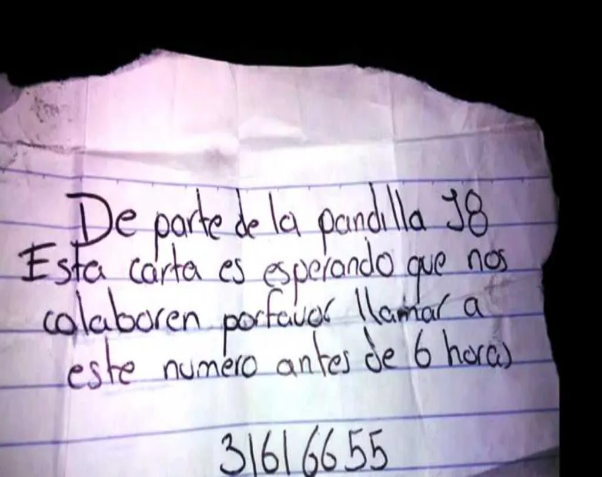 De parte de la pandilla 18
Esta carta es esperando que nos
colaboren porfavor llamar a
este numero antes de 6 horas
31616655